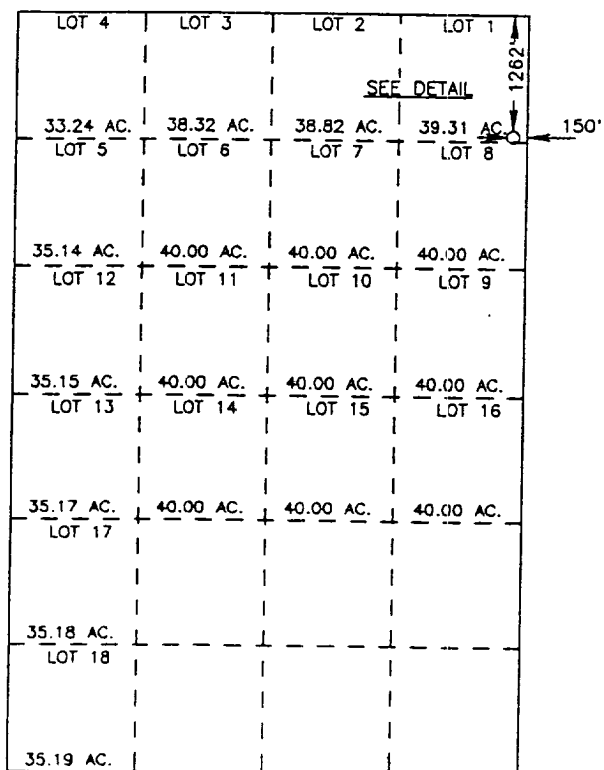 LOT 4 LOT 3 LOT 2 LOT 1
1262'
SEE DETAIL
33.24 AC. 38.32 AC. 38.82 AC. 39.31 AC.
150'
LOT 5 LOT 6 LOT 7 LOT 8
35.14 AC. 40.00 AC. 40.00 AC. 40.00 AC.
LOT 12 LOT 11 LOT 10 LOT 9
35.15 AC. 40.00 AC. 40.00 AC. 40.00 AC.
LOT 13 LOT 14 LOT 15 LOT 16
35.17 AC. 40.00 AC. 40.00 AC. 40.00 AC.
LOT 17
35.18 AC.
LOT 18
35.19 AC.